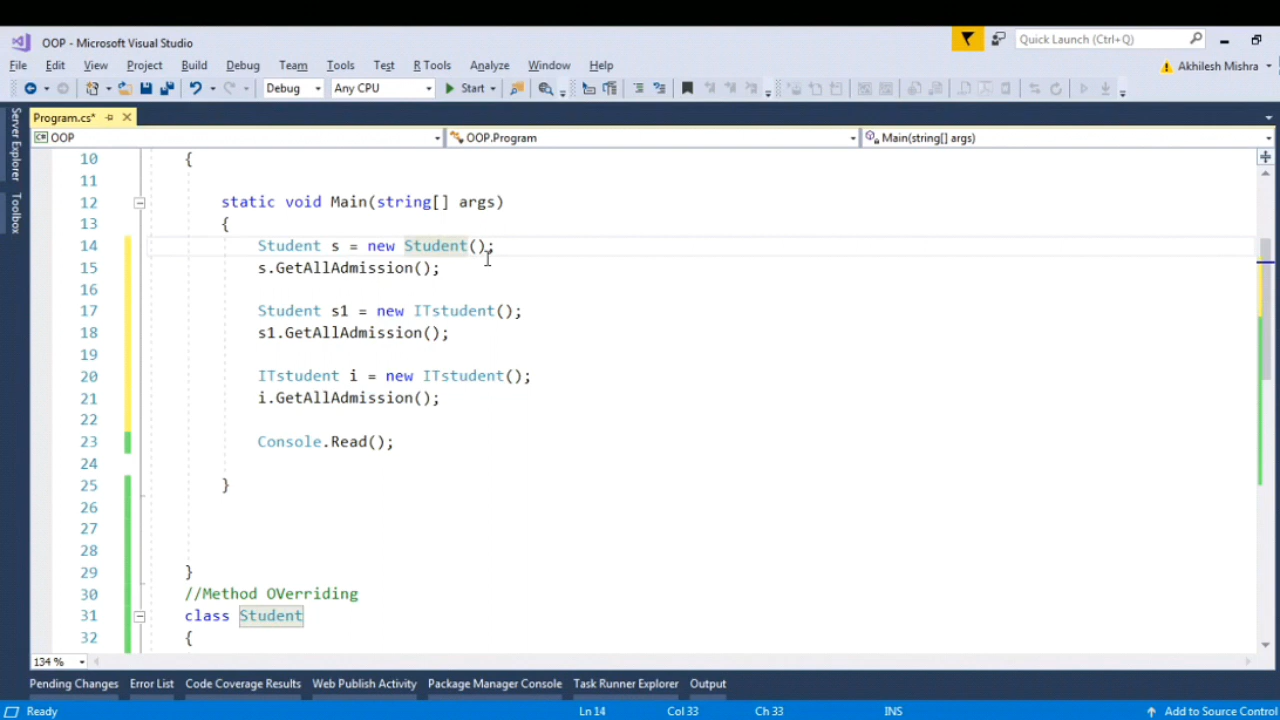 OOP - Microsoft Visual Studio
Quick Launch (Ctrl+Q)
File Edit View Project Build Debug Team Tools Test R Tools Analyze Window Help
Akhilesh Mishra
Debug Any CPU Start
Server Explorer
Toolbox
Program.cs*
OOP OOP.Program Main(string[] args)
10 {
11
12 static void Main(string[] args)
13 {
14 Student s = new Student();
15 s.GetAllAdmission();
16
17 Student s1 = new ITstudent();
18 s1.GetAllAdmission();
19
20 ITstudent i = new ITstudent();
21 i.GetAllAdmission();
22
23 Console.Read();
24
25 }
26
27
28
29 }
30 //Method OVerriding
31 class Student
32 {
134 %
Pending Changes Error List Code Coverage Results Web Publish Activity Package Manager Console Task Runner Explorer Output
Ready Ln 14 Col 33 Ch 33 INS Add to Source Control